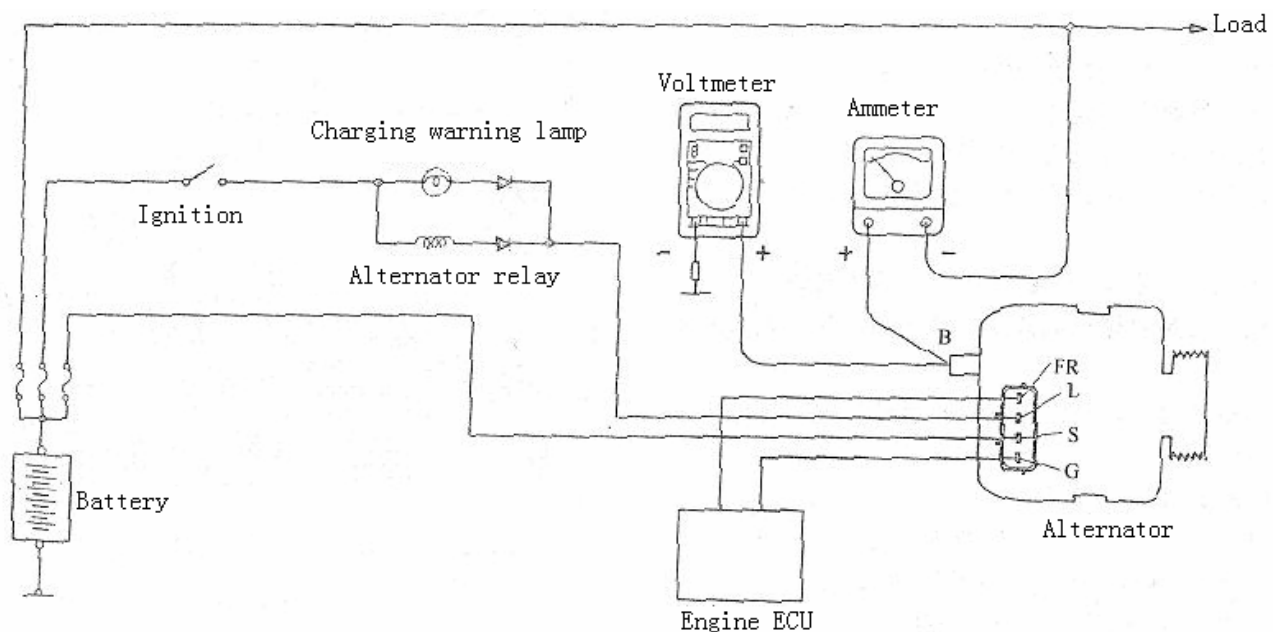 Load
Voltmeter
Ammeter
Charging warning lamp
Ignition
- +
+ -
Alternator relay
B
FR
L
S
G
Battery
Alternator
Engine ECU